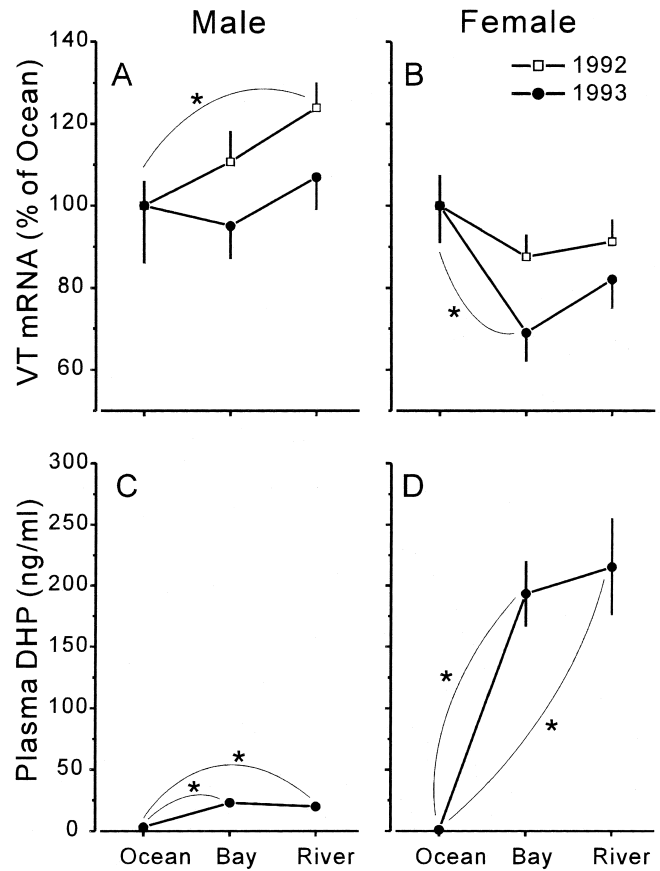 Male Female
A
B
1992
1993
*
*
140
120
100
80
60
VT mRNA (% of Ocean)
C
D
*
*
*
*
300
250
200
150
100
50
0
Plasma DHP (ng/ml)
Ocean Bay River Ocean Bay River